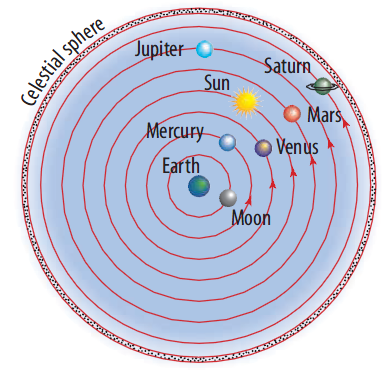 Celestial sphere
Jupiter
Saturn
Sun
Mars
Mercury
Venus
Earth
Moon